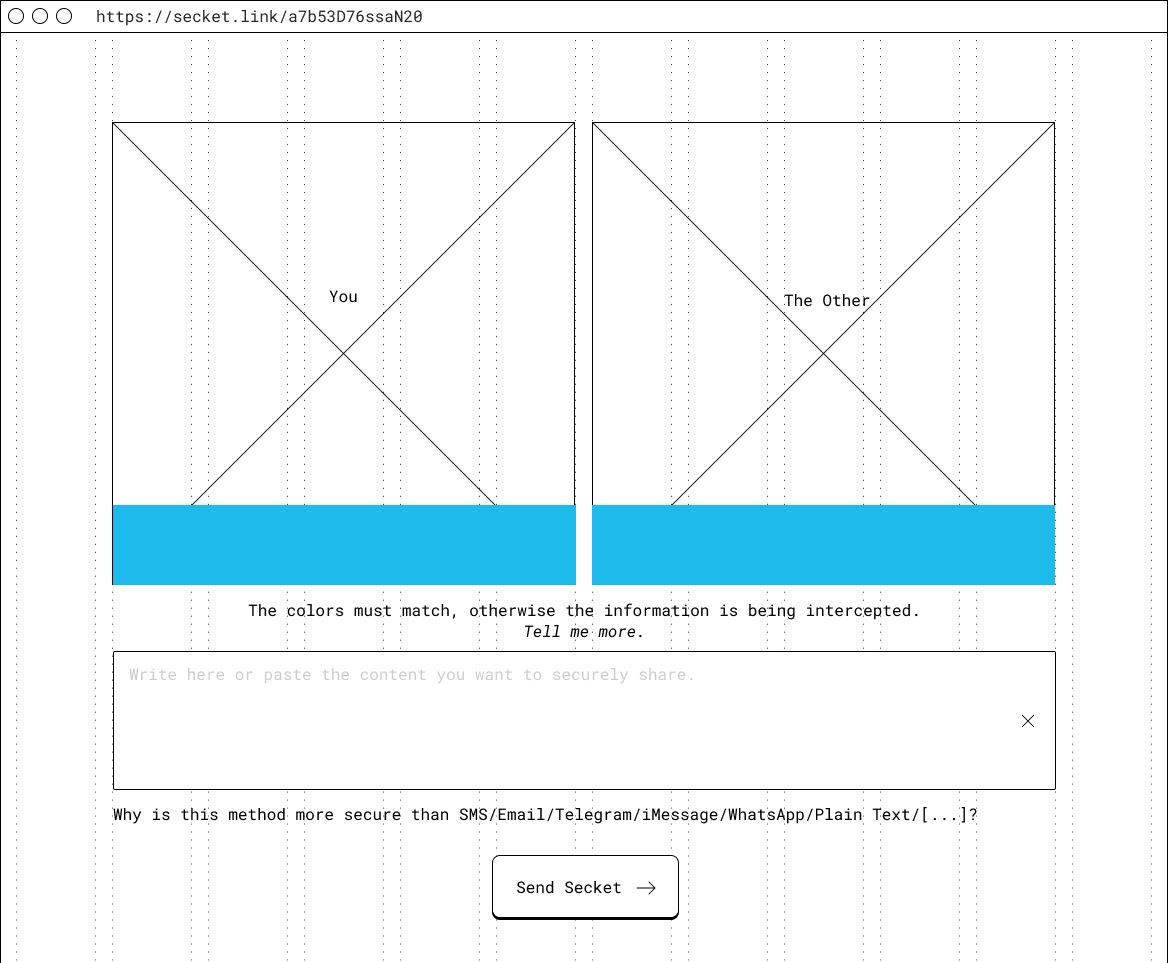 https://secket.link/a7b53D76ssaN20
You
The Other
The colors must match, otherwise the information is being intercepted.
Tell me more.
Write here or paste the content you want to securely share.
Why is this method more secure than SMS/Email/Telegram/iMessage/WhatsApp/Plain Text/[...]?
Send Secket